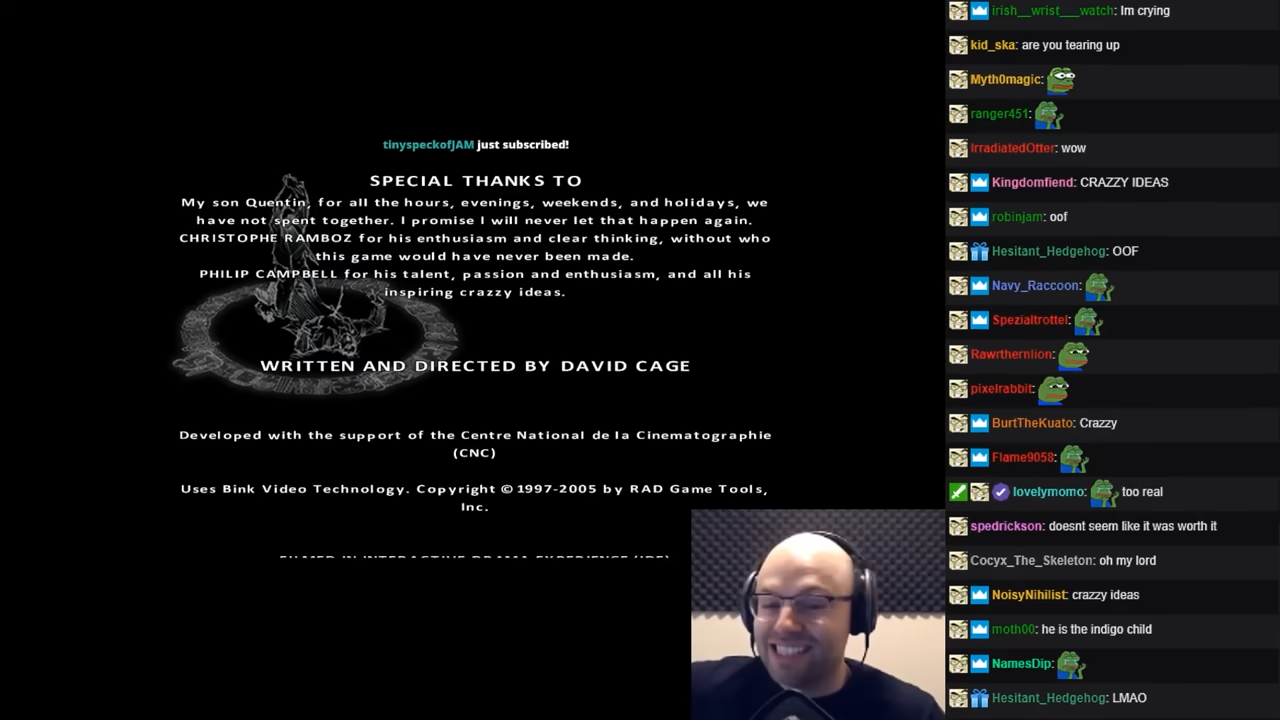 tinyspeckofJAM just subscribed!
SPECIAL THANKS TO
My son Quentin, for all the hours, evenings, weekends, and holidays, we
have not spent together. I promise I will never let that happen again.
CHRISTOPHE RAMBOZ for his enthusiasm and clear thinking, without who
this game would have never been made.
PHILIP CAMPBELL for his talent, passion and enthusiasm, and all his
inspiring crazzy ideas.
WRITTEN AND DIRECTED BY DAVID CAGE
Developed with the support of the Centre National de la Cinematographie
(CNC)
Uses Bink Video Technology. Copyright ©1997-2005 by RAD Game Tools,
Inc.
FILMED IN INTERACTIVE DRAMA EXPERIENCE (IDE)
irish__wrist___watch: Im crying
kid_ska: are you tearing up
Myth0magic:
ranger451:
IrradiatedOtter: wow
Kingdomfiend: CRAZZY IDEAS
robinjam: oof
Hesitant_Hedgehog: OOF
Navy_Raccoon:
Spezialtrottel:
Rawrthernlion:
pixelrabbit:
BurtTheKuato: Crazzy
Flame9058:
lovelymomo: too real
spedrickson: doesnt seem like it was worth it
Cocyx_The_Skeleton: oh my lord
NoisyNihilist: crazzy ideas
moth00: he is the indigo child
NamesDip:
Hesitant_Hedgehog: LMAO